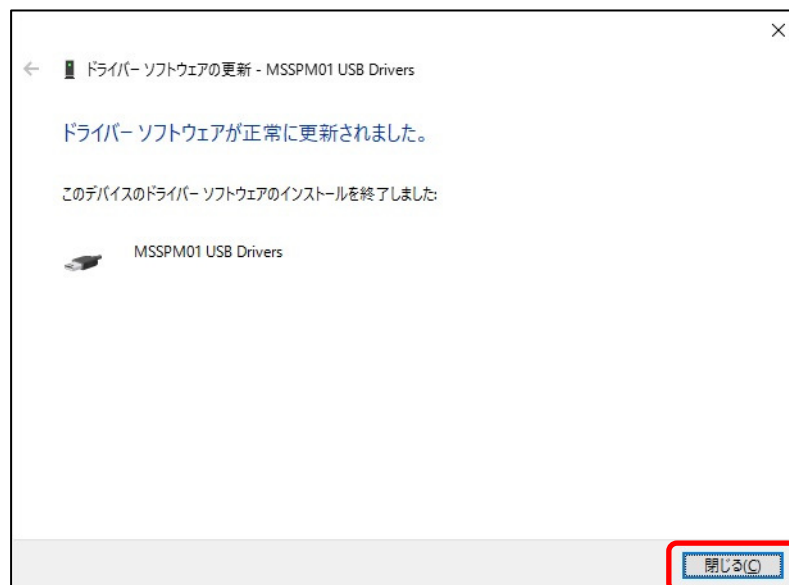 ドライバー ソフトウェアの更新 - MSSPM01 USB Drivers
ドライバー ソフトウェアが正常に更新されました。
このデバイスのドライバー ソフトウェアのインストールを終了しました:
MSSPM01 USB Drivers
閉じる(C)